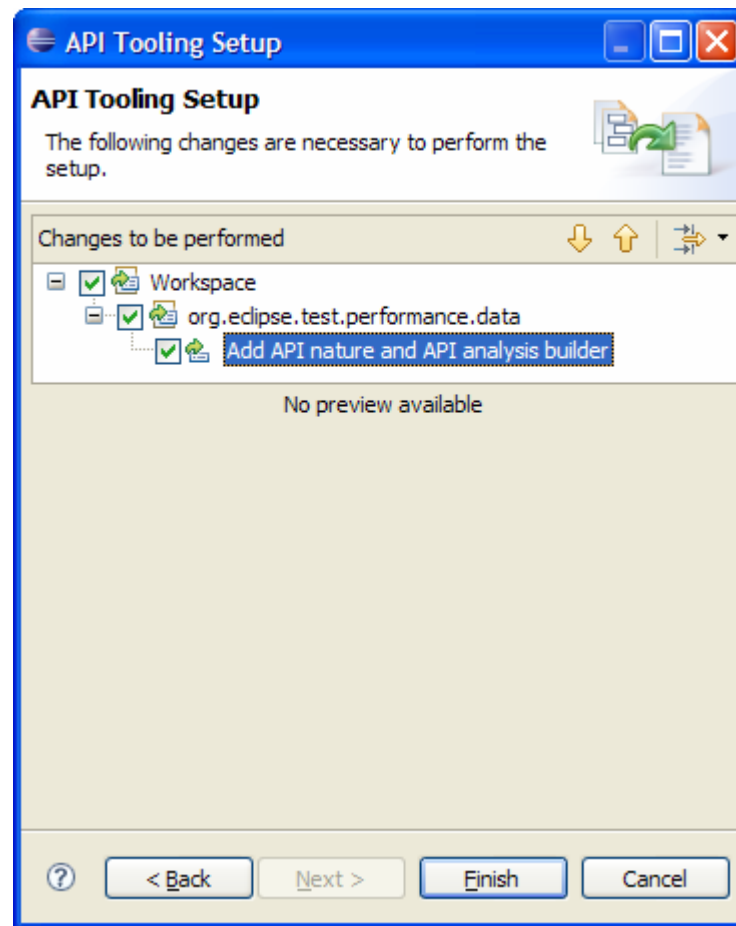 API Tooling Setup
API Tooling Setup
The following changes are necessary to perform the
setup.
Changes to be performed
Workspace
org.eclipse.test.performance.data
Add API nature and API analysis builder
No preview available
? < Back Next > Finish Cancel